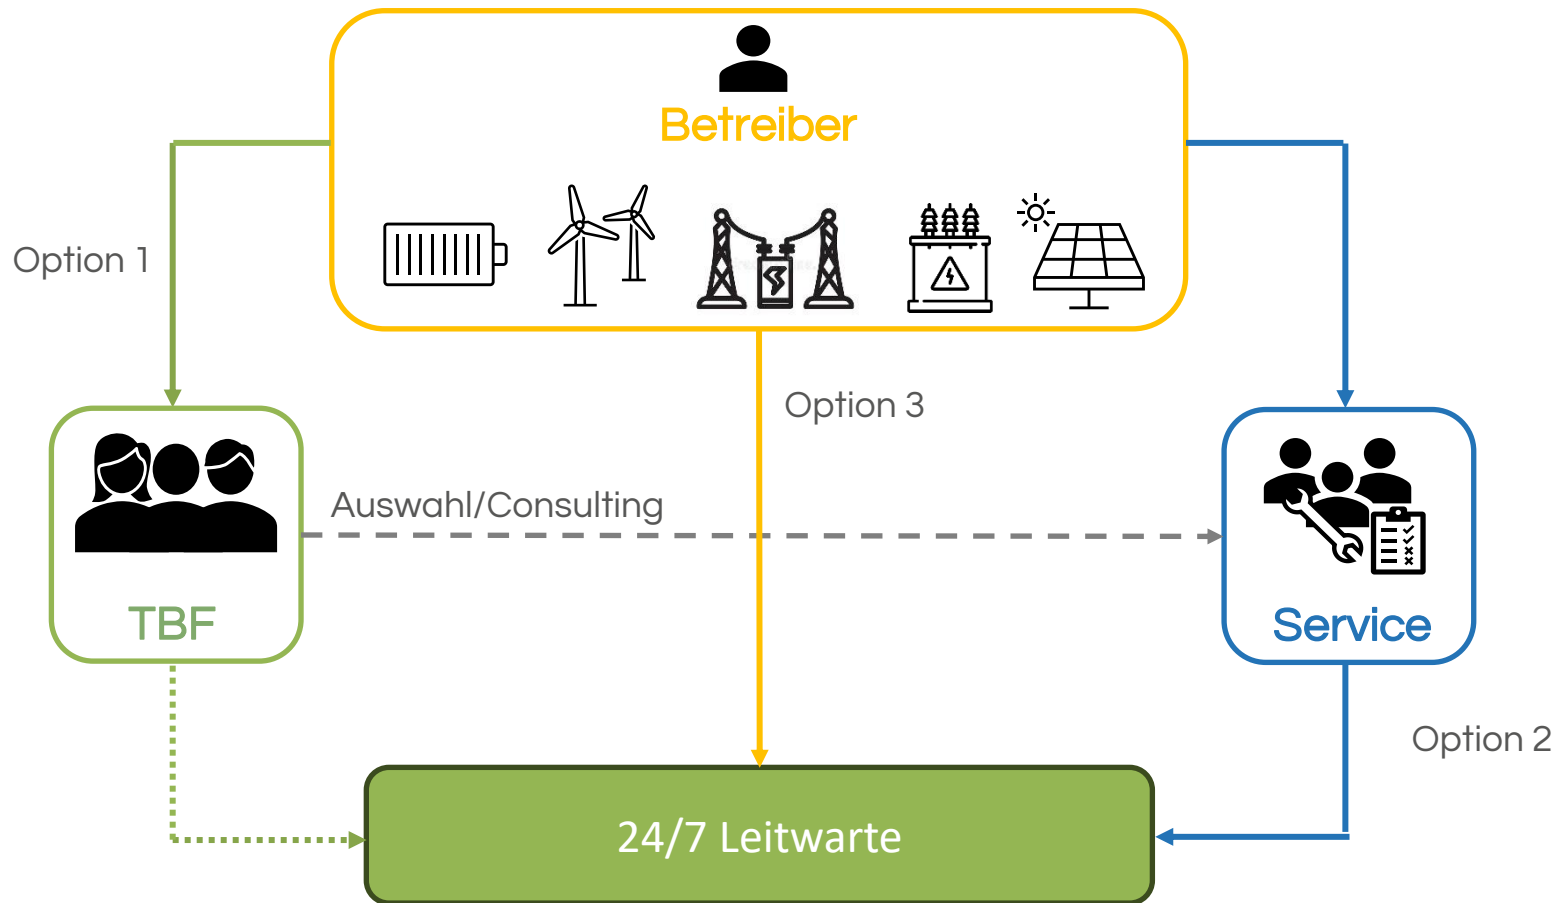 Betreiber
Option 1
Option 3
Auswahl/Consulting
TBF
Service
Option 2
24/7 Leitwarte